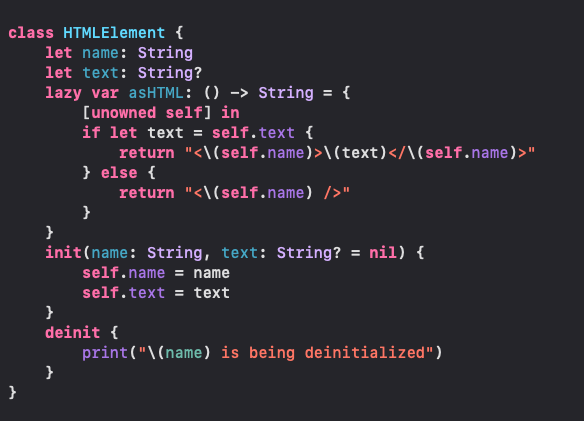 class HTMLElement {
    let name: String
    let text: String?
    lazy var asHTML: () -> String = {
        [unowned self] in
        if let text = self.text {
            return "<\(self.name)>\(text)</\(self.name)>"
        } else {
            return "<\(self.name) />"
        }
    }
    init(name: String, text: String? = nil) {
        self.name = name
        self.text = text
    }
    deinit {
        print("\(name) is being deinitialized")
    }
}